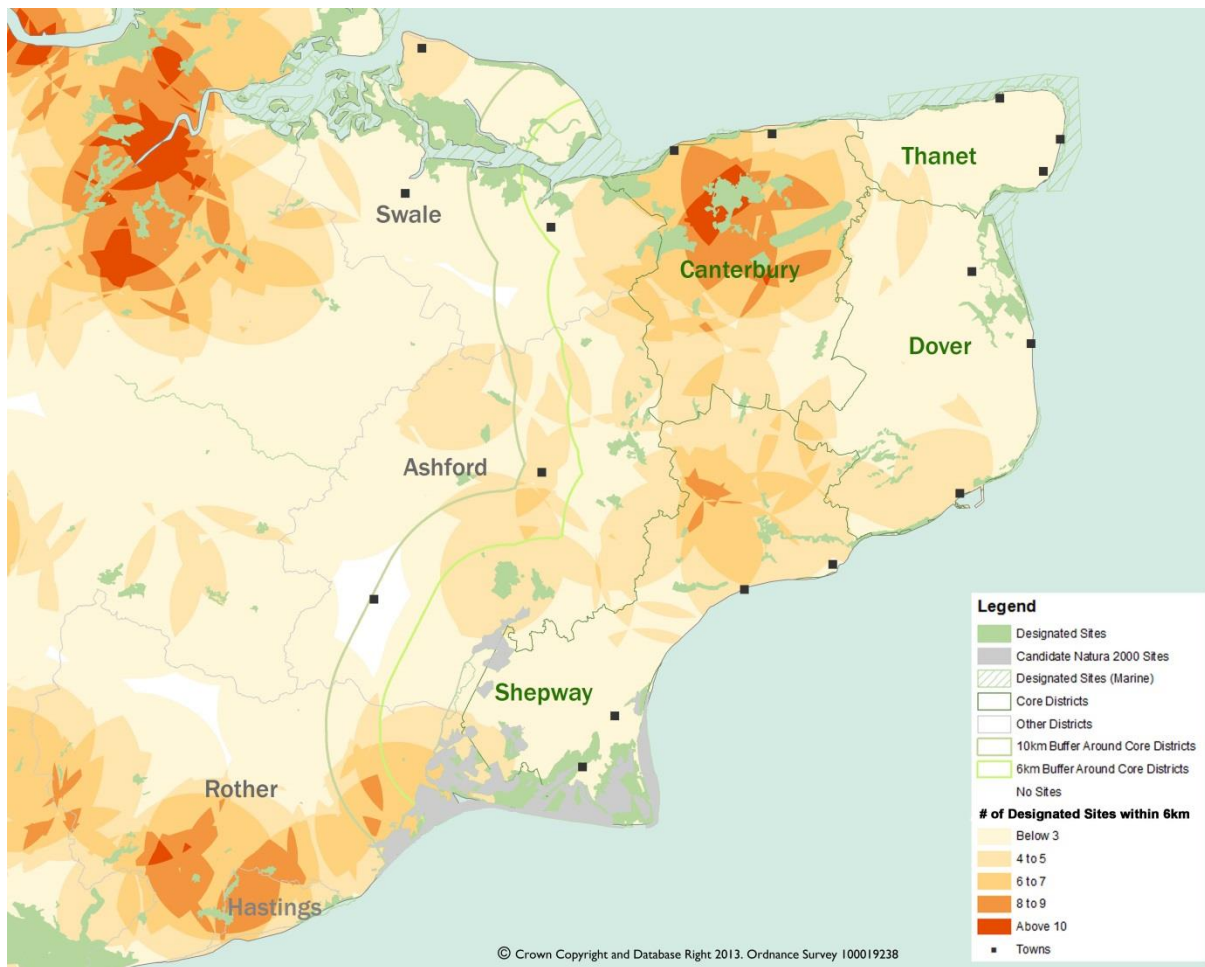 Thanet
Swale
Canterbury
Dover
Ashford
Shepway
Rother
Hastings
Legend
Designated Sites
Candidate Natura 2000 Sites
Designated Sites (Marine)
Core Districts
Other Districts
10km Buffer Around Core Districts
6km Buffer Around Core Districts
No Sites
# of Designated Sites within 6km
Below 3
4 to 5
6 to 7
8 to 9
Above 10
Towns
© Crown Copyright and Database Right 2013. Ordnance Survey 100019238